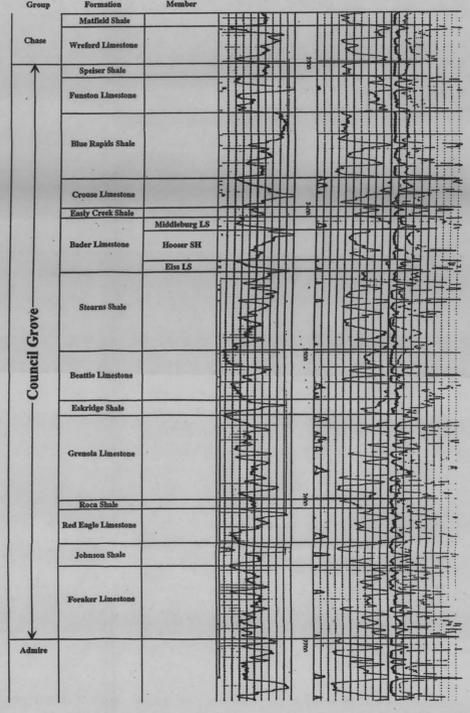 Group Formation Member
Matfield Shale
Chase
Wreford Limestone
Speiser Shale
Funston Limestone
Blue Rapids Shale
Crouse Limestone
Easly Creek Shale
Middleburg LS
Bader Limestone
Hooser SH
Eiss LS
Stearns Shale
Council Grove
Beattie Limestone
Eskridge Shale
Grenola Limestone
Roca Shale
Red Eagle Limestone
Johnson Shale
Foraker Limestone
Admire